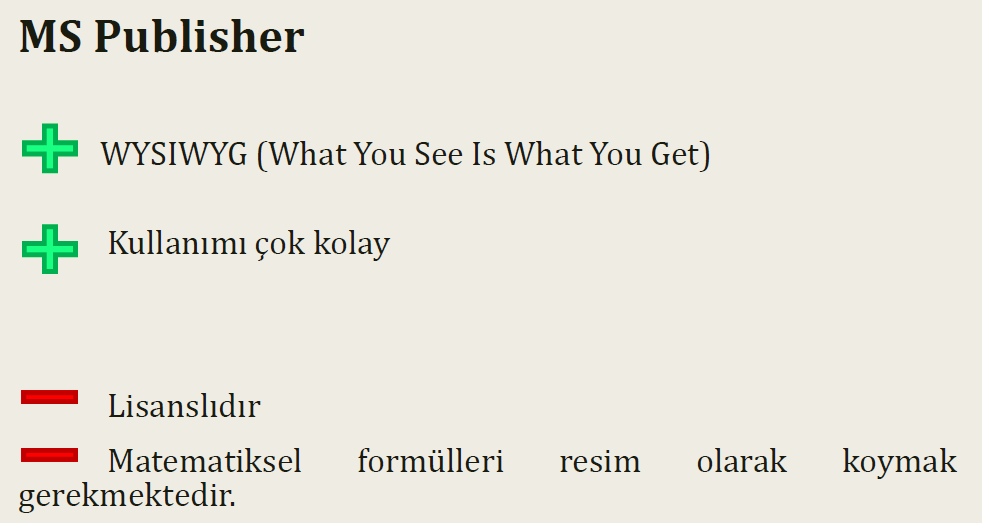 MS Publisher
WYSIWYG (What You See Is What You Get)
Kullanımı çok kolay
Lisanslıdır
Matematiksel formülleri resim olarak koymak
gerekmektedir.